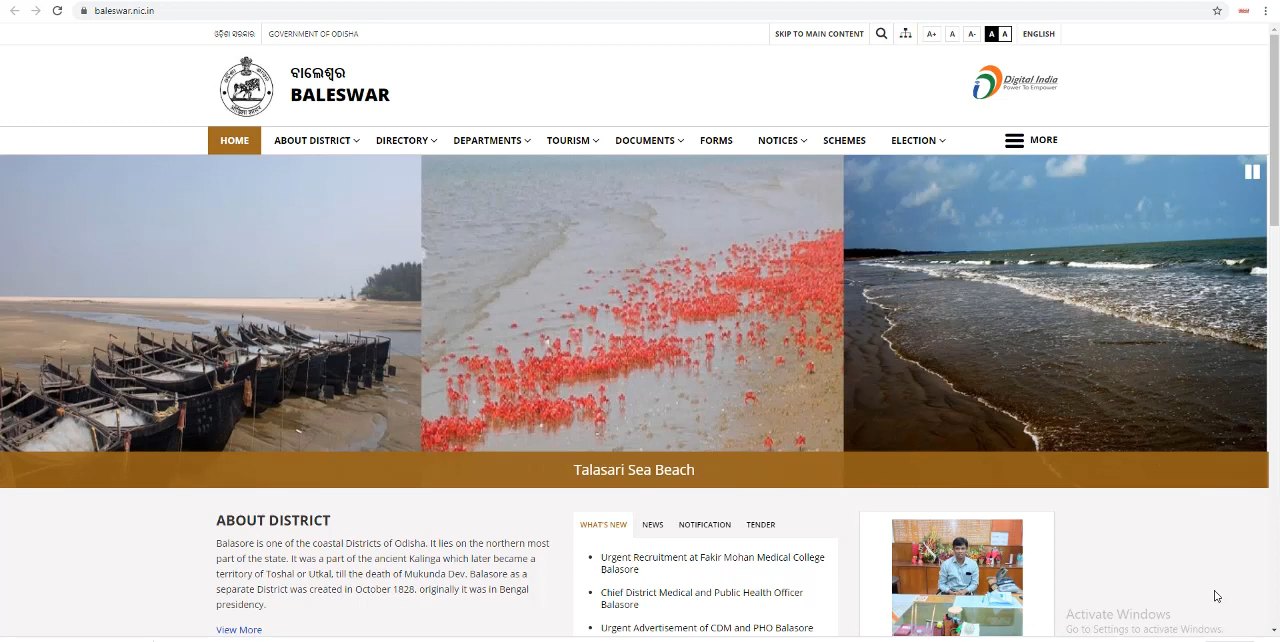 baleswar.nic.in
ଓଡ଼ିଶା ସରକାର
GOVERNMENT OF ODISHA
SKIP TO MAIN CONTENT
A+
A
A-
A
A
ENGLISH
ବାଲେଶ୍ୱର
BALESWAR
Digital India
Power To Empower
HOME
ABOUT DISTRICT
DIRECTORY
DEPARTMENTS
TOURISM
DOCUMENTS
FORMS
NOTICES
SCHEMES
ELECTION
MORE
Talasari Sea Beach
ABOUT DISTRICT
Balasore is one of the coastal Districts of Odisha. It lies on the northern most
part of the state. It was a part of the ancient Kalinga which later became a
territory of Toshal or Utkal, till the death of Mukunda Dev. Balasore as a
separate District was created in October 1828. originally it was in Bengal
presidency.
View More
WHAT'S NEW
NEWS
NOTIFICATION
TENDER
Urgent Recruitment at Fakir Mohan Medical College
Balasore
Chief District Medical and Public Health Officer
Balasore
Urgent Advertisement of CDM and PHO Balasore
Activate Windows
Go to Settings to activate Windows.